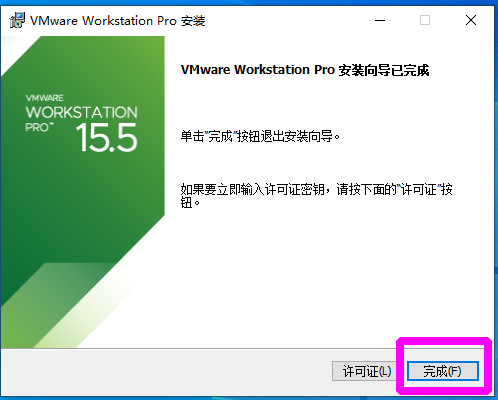 VMware Workstation Pro 安装
VMware Workstation Pro 安装向导已完成
VMWARE
WORKSTATION
PRO™
15.5
单击"完成"按钮退出安装向导。
如果要立即输入许可证密钥，请按下面的"许可证"按
钮。
许可证(L)
完成(F)